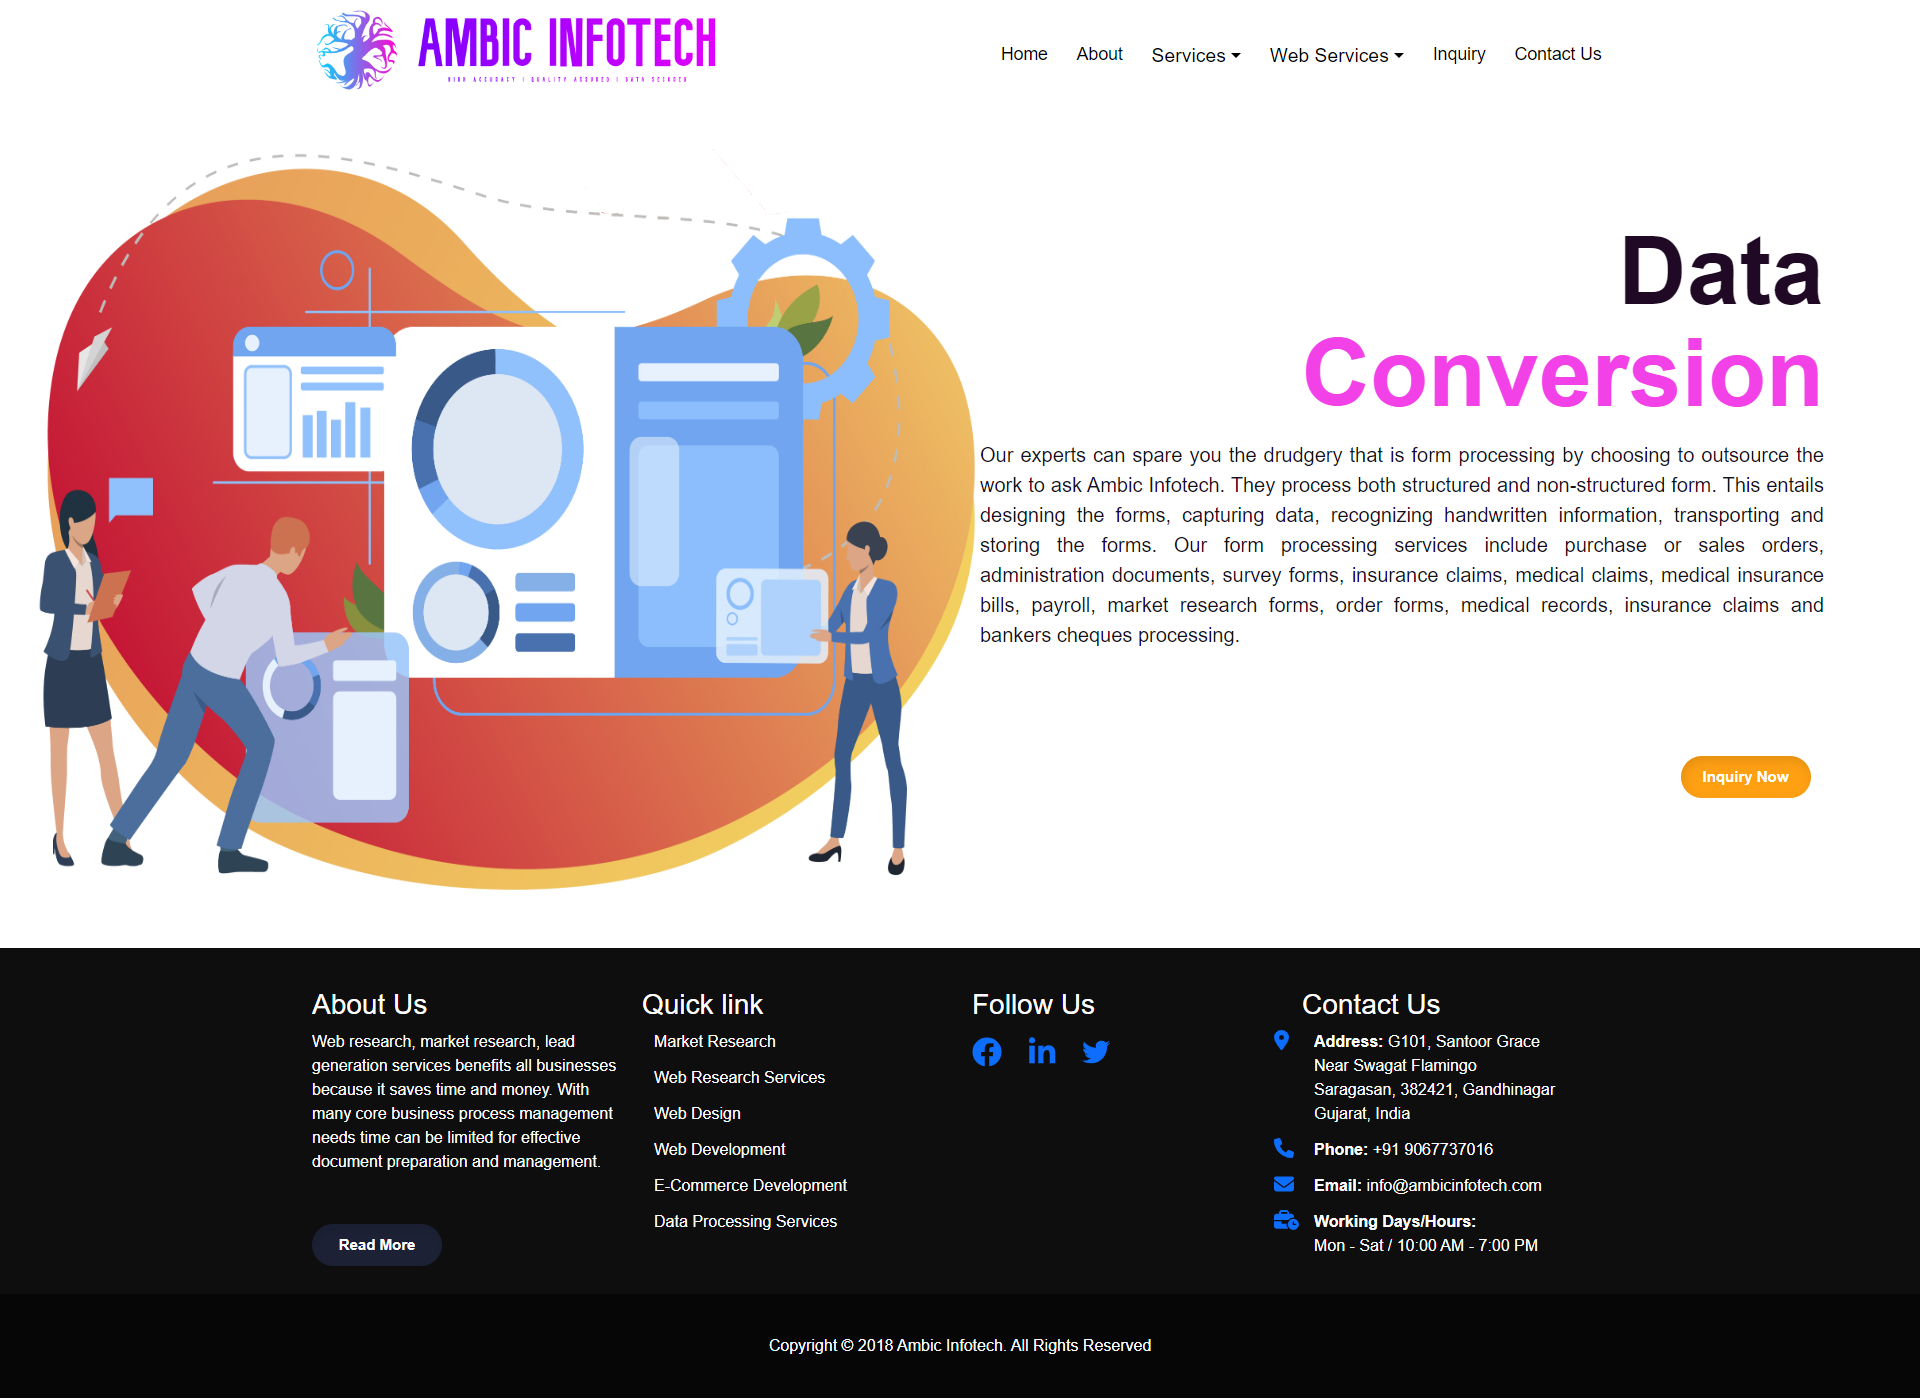 AMBIC INFOTECH
HIGH ACCURACY | QUALITY ASSURED | DATA
Home About Services Web Services Inquiry Contact Us
Data
Conversion
Our experts can spare you the drudgery that is form processing by choosing to outsource the
work to ask Ambic Infotech. They process both structured and non-structured form. This entails
designing the forms, capturing data, recognizing handwritten information, transporting and
storing the forms. Our form processing services include purchase or sales orders,
administration documents, survey forms, insurance claims, medical claims, medical insurance
bills, payroll, market research forms, order forms, medical records, insurance claims and
bankers cheques processing.
Inquiry Now
About Us
Web research, market research, lead
generation services benefits all businesses
because it saves time and money. With
many core business process management
needs time can be limited for effective
document preparation and management.
Read More
Quick link
Market Research
Web Research Services
Web Design
Web Development
E-Commerce Development
Data Processing Services
Follow Us
Contact Us
Address: G101, Santoor Grace
Near Swagat Flamingo
Saragasan, 382421, Gandhinagar
Gujarat, India
Phone: +91 9067737016
Email: info@ambicinfotech.com
Working Days/Hours:
Mon - Sat / 10:00 AM - 7:00 PM
Copyright © 2018 Ambic Infotech. All Rights Reserved